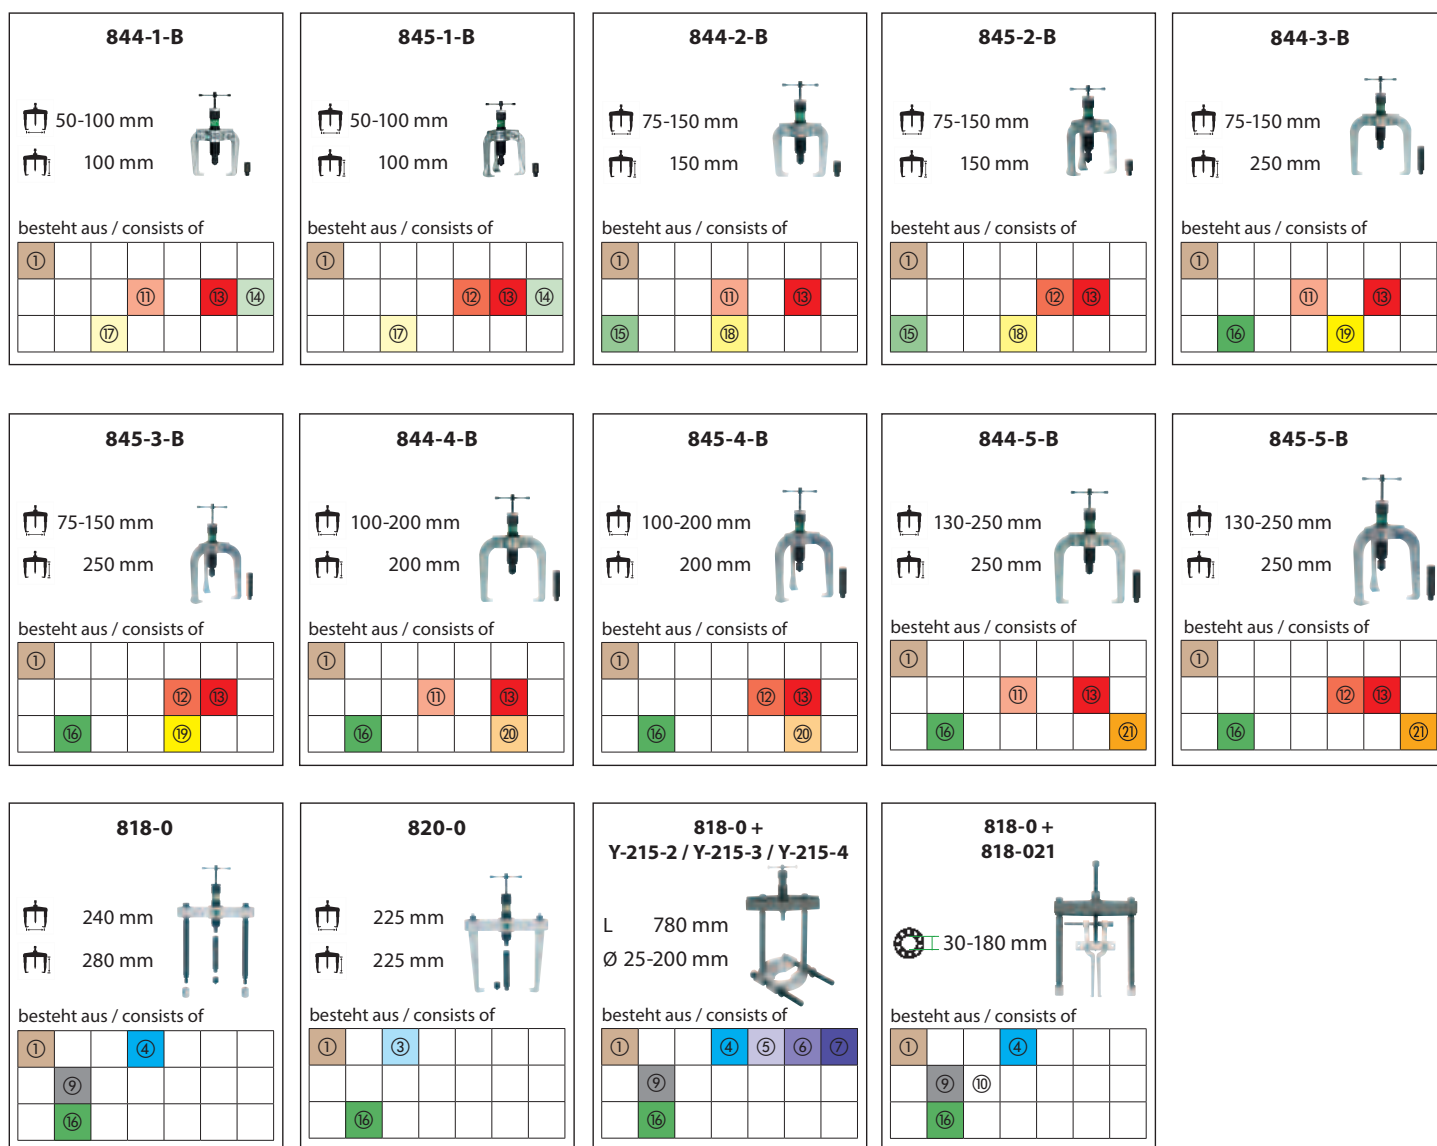 844-1-B
50-100 mm
100 mm
besteht aus / consists of
①
⑪ ⑬ ⑭
⑰
845-1-B
50-100 mm
100 mm
besteht aus / consists of
①
⑫ ⑬ ⑭
⑰
844-2-B
75-150 mm
150 mm
besteht aus / consists of
①
⑪ ⑬
⑮ ⑱
845-2-B
75-150 mm
150 mm
besteht aus / consists of
①
⑫ ⑬
⑮ ⑱
844-3-B
75-150 mm
250 mm
besteht aus / consists of
①
⑪ ⑬
⑯ ⑲
845-3-B
75-150 mm
250 mm
besteht aus / consists of
①
⑫ ⑬
⑯ ⑲
844-4-B
100-200 mm
200 mm
besteht aus / consists of
①
⑪ ⑬
⑯ ⑳
845-4-B
100-200 mm
200 mm
besteht aus / consists of
①
⑫ ⑬
⑯ ⑳
844-5-B
130-250 mm
250 mm
besteht aus / consists of
①
⑪ ⑬
⑯ ㉑
845-5-B
130-250 mm
250 mm
besteht aus / consists of
①
⑫ ⑬
⑯ ㉑
818-0
240 mm
280 mm
besteht aus / consists of
① ④
⑨
⑯
820-0
225 mm
225 mm
besteht aus / consists of
① ③
⑯
818-0 +
Y-215-2 / Y-215-3 / Y-215-4
L 780 mm
Ø 25-200 mm
besteht aus / consists of
① ④ ⑤ ⑥ ⑦
⑨
⑯
818-0 +
818-021
30-180 mm
besteht aus / consists of
① ④
⑨ ⑩
⑯